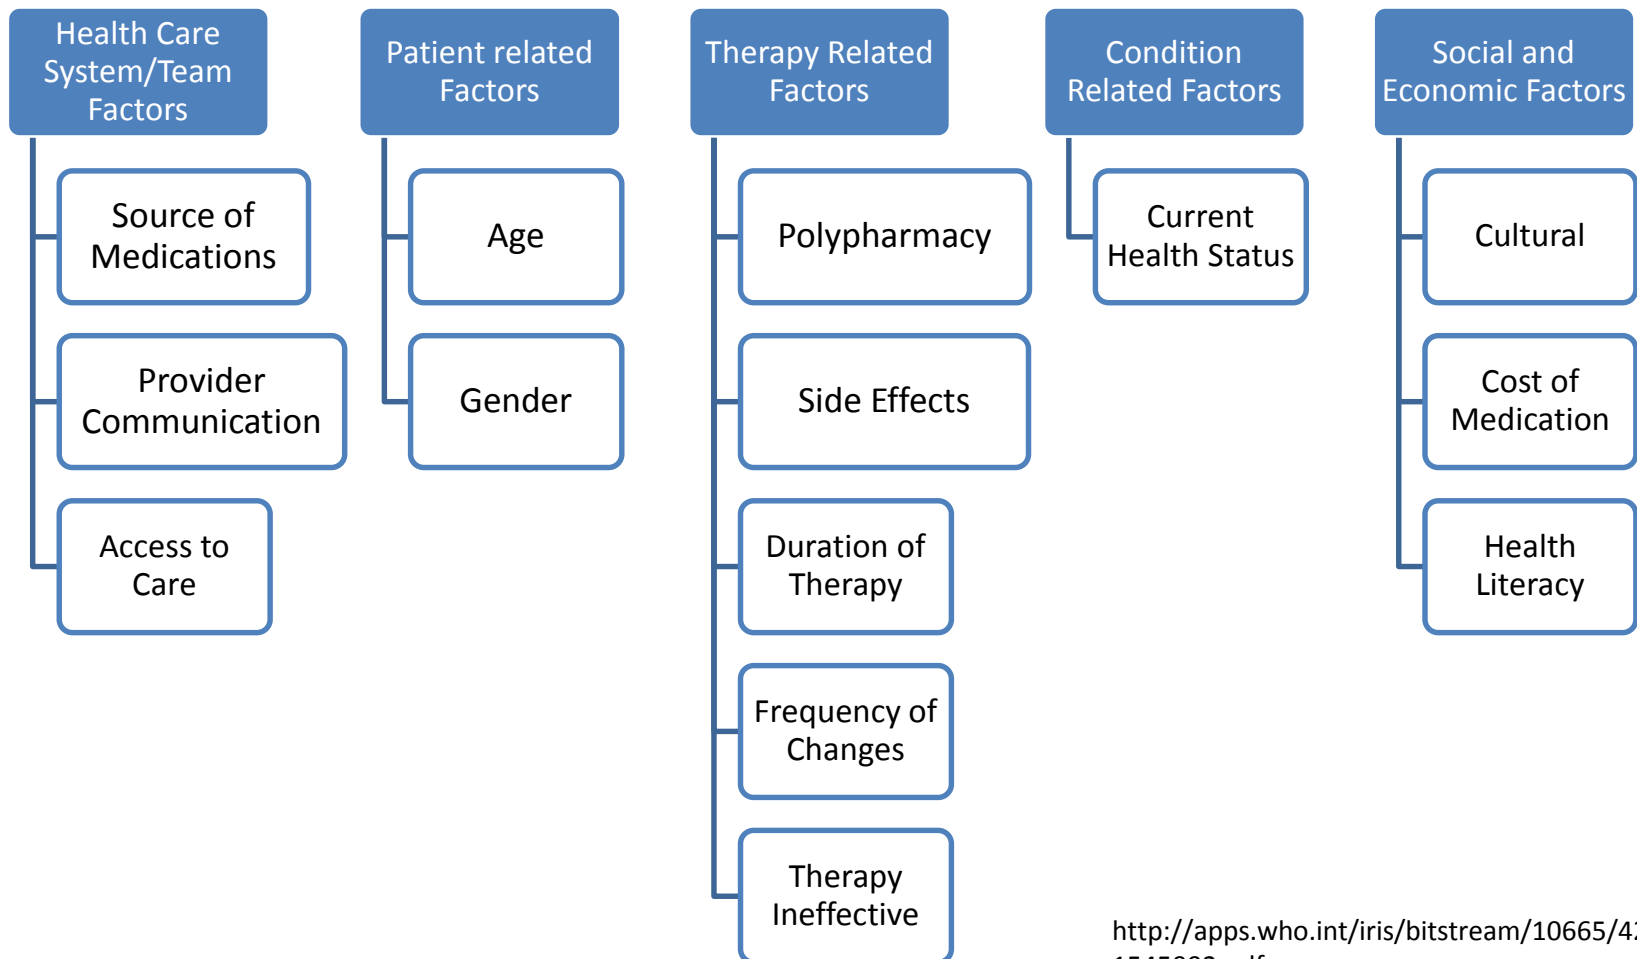 Health Care
System/Team
Factors
Source of
Medications
Provider
Communication
Access to
Care
Patient related
Factors
Age
Gender
Therapy Related
Factors
Polypharmacy
Side Effects
Duration of
Therapy
Frequency of
Changes
Therapy
Ineffective
Condition
Related Factors
Current
Health Status
Social and
Economic Factors
Cultural
Cost of
Medication
Health
Literacy
http://apps.who.int/iris/bitstream/10665/42